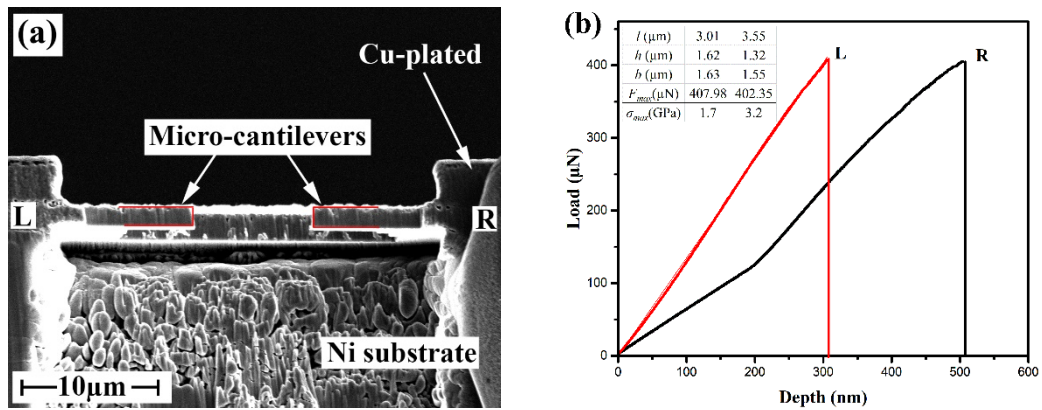 (a)
Cu-plated
Micro-cantilevers
L
R
Ni substrate
10μm
(b)
l (μm) 3.01 3.55
h (μm) 1.62 1.32
b (μm) 1.63 1.55
Fmax(μN) 407.98 402.35
σmax(GPa) 1.7 3.2
L
R
Load (μN)
400
300
200
100
0
0 100 200 300 400 500 600
Depth (nm)